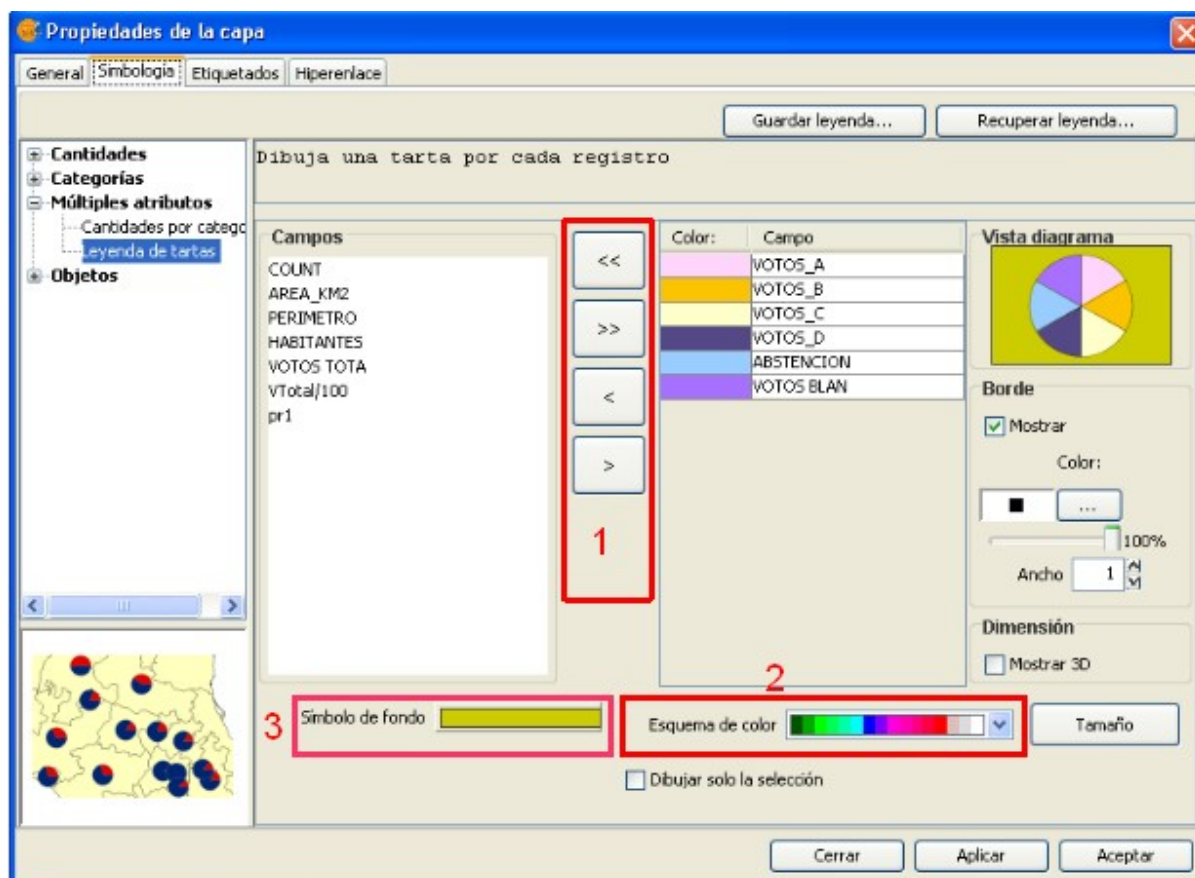 Propiedades de la capa
General Simbología Etiquetados Hiperenlace
Guardar leyenda... Recuperar leyenda...
Cantidades
Categorías
Múltiples atributos
Cantidades por catego
Leyenda de tartas
Objetos
Dibuja una tarta por cada registro
Campos
COUNT
AREA_KM2
PERIMETRO
HABITANTES
VOTOS TOTA
VTotal/100
pr1
<<
>>
<
>
1
Color: Campo
VOTOS_A
VOTOS_B
VOTOS_C
VOTOS_D
ABSTENCION
VOTOS BLAN
Vista diagrama
Borde
Mostrar
Color:
...
100%
Ancho 1
Dimensión
Mostrar 3D
3 Símbolo de fondo
2
Esquema de color
Tamaño
Dibujar solo la selección
Cerrar Aplicar Aceptar